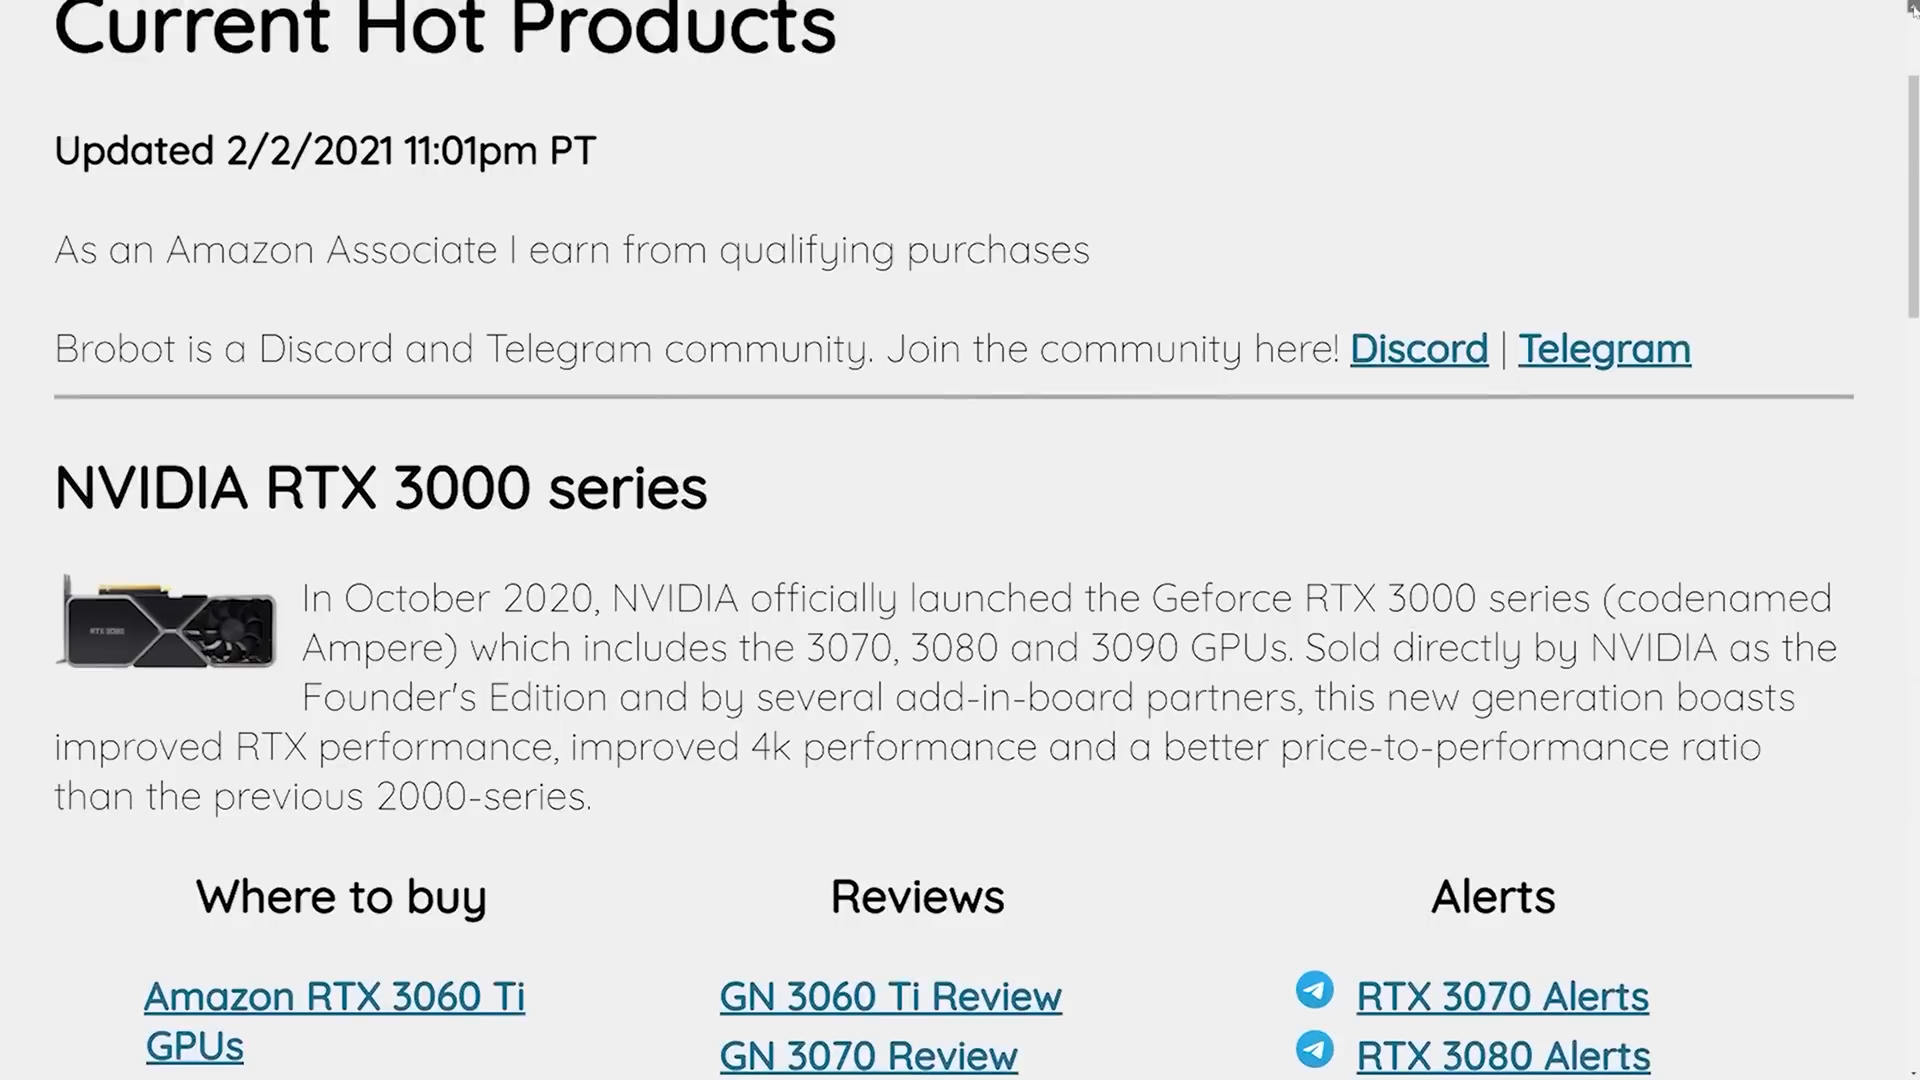 Current Hot Products
Updated 2/2/2021 11:01pm PT
As an Amazon Associate I earn from qualifying purchases
Brobot is a Discord and Telegram community. Join the community here! Discord | Telegram
NVIDIA RTX 3000 series
RTX 3080
In October 2020, NVIDIA officially launched the Geforce RTX 3000 series (codenamed
Ampere) which includes the 3070, 3080 and 3090 GPUs. Sold directly by NVIDIA as the
Founder's Edition and by several add-in-board partners, this new generation boasts
improved RTX performance, improved 4k performance and a better price-to-performance ratio
than the previous 2000-series.
Where to buy
Amazon RTX 3060 Ti
GPUs
Reviews
GN 3060 Ti Review
GN 3070 Review
Alerts
RTX 3070 Alerts
RTX 3080 Alerts